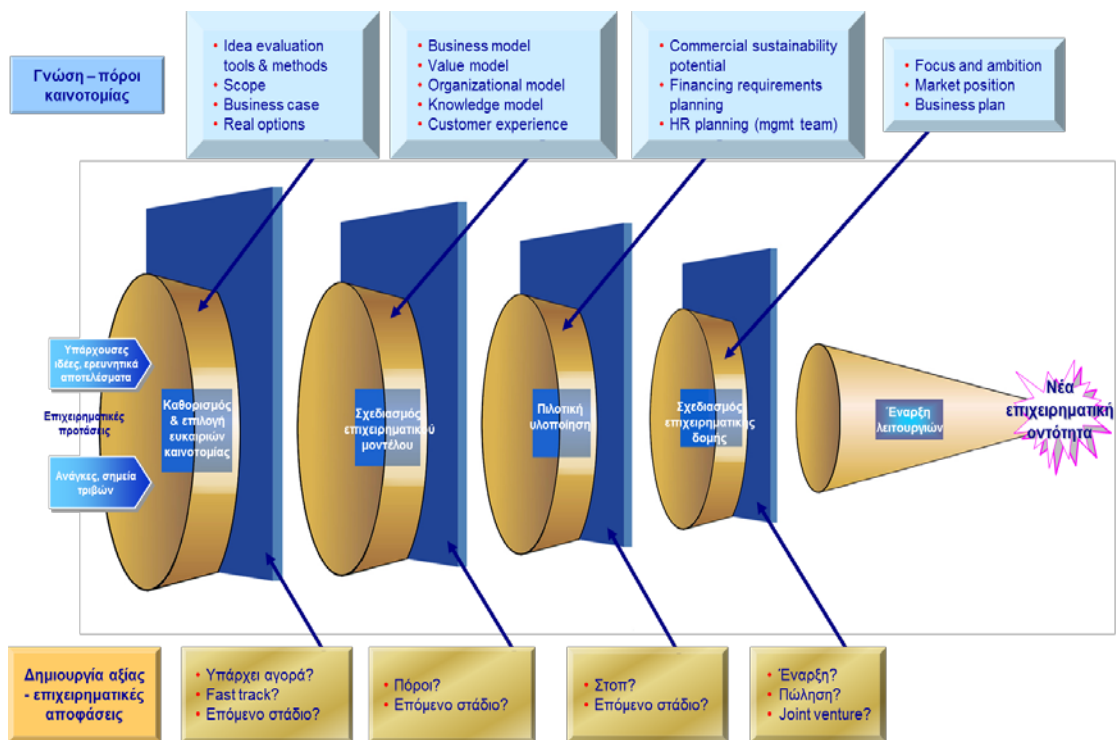 Γνώση – πόροι
καινοτομίας
• Idea evaluation
tools & methods
• Scope
• Business case
• Real options
• Business model
• Value model
• Organizational model
• Knowledge model
• Customer experience
• Commercial sustainability
potential
• Financing requirements
planning
• HR planning (mgmt team)
• Focus and ambition
• Market position
• Business plan
Υπάρχουσες
ιδέες, ερευνητικά
αποτελέσματα
Επιχειρηματικές
προτάσεις
Ανάγκες, σημεία
τριβών
Καθορισμός
& επιλογή
ευκαιριών
καινοτομίας
Σχεδιασμός
επιχειρηματικού
μοντέλου
Πιλοτική
υλοποίηση
Σχεδιασμός
επιχειρηματικής
δομής
Έναρξη
λειτουργιών
Νέα
επιχειρηματική
οντότητα
Δημιουργία αξίας
- επιχειρηματικές
αποφάσεις
• Υπάρχει αγορά?
• Fast track?
• Επόμενο στάδιο?
• Πόροι?
• Επόμενο στάδιο?
• Στοπ?
• Επόμενο στάδιο?
• Έναρξη?
• Πώληση?
• Joint venture?